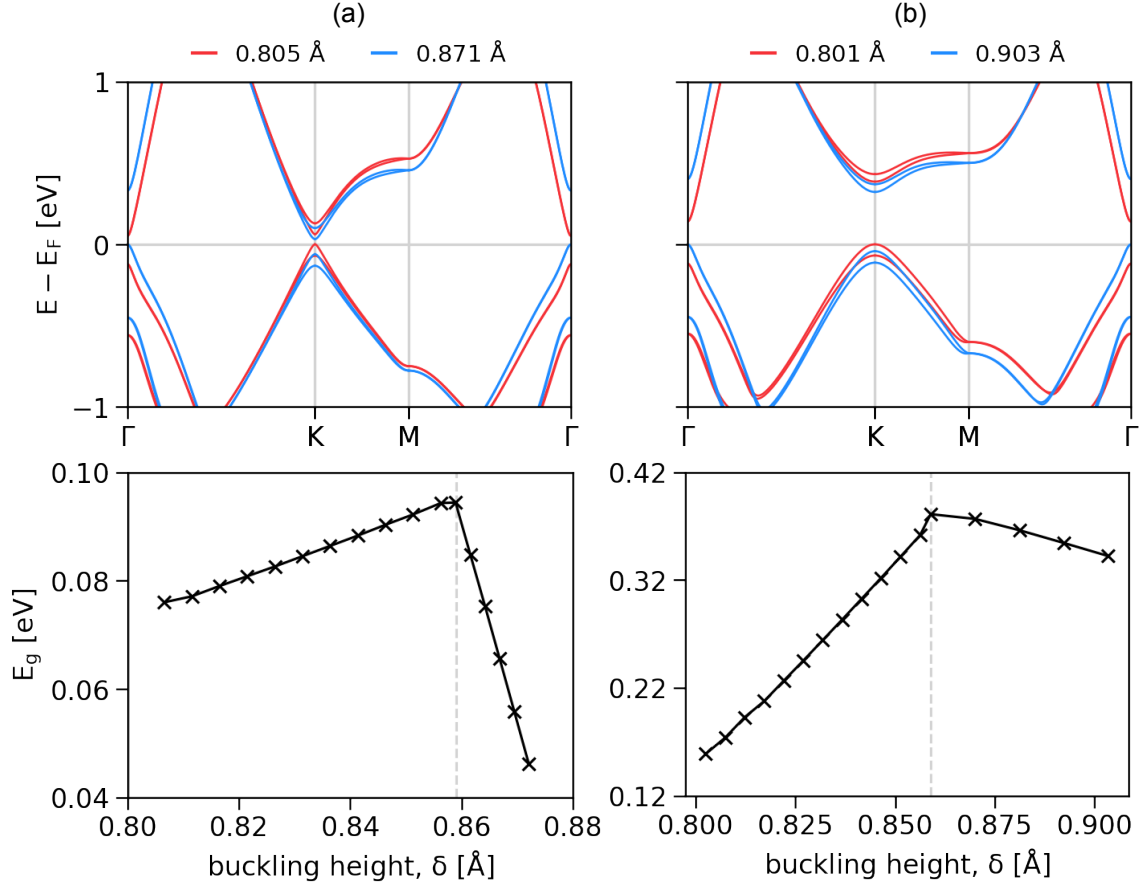 (a)
0.805 Å 0.871 Å
E − E_F [eV]
1
0
−1
Γ K M Γ
(b)
0.801 Å 0.903 Å
Γ K M Γ
E_g [eV]
0.10
0.08
0.06
0.04
0.80 0.82 0.84 0.86 0.88
buckling height, δ [Å]
0.42
0.32
0.22
0.12
0.800 0.825 0.850 0.875 0.900
buckling height, δ [Å]